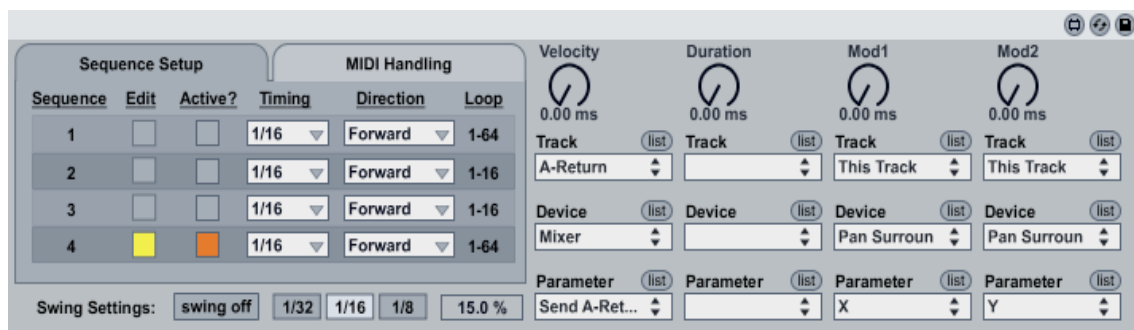 Sequence Setup
MIDI Handling
Sequence Edit Active? Timing Direction Loop
1 1/16 Forward 1-64
2 1/16 Forward 1-16
3 1/16 Forward 1-16
4 1/16 Forward 1-64
Swing Settings: swing off 1/32 1/16 1/8 15.0 %
Velocity Duration Mod1 Mod2
0.00 ms 0.00 ms 0.00 ms 0.00 ms
Track list Track list Track list Track list
A-Return This Track This Track
Device list Device list Device list Device list
Mixer Pan Surroun Pan Surroun
Parameter list Parameter list Parameter list Parameter list
Send A-Ret... X Y